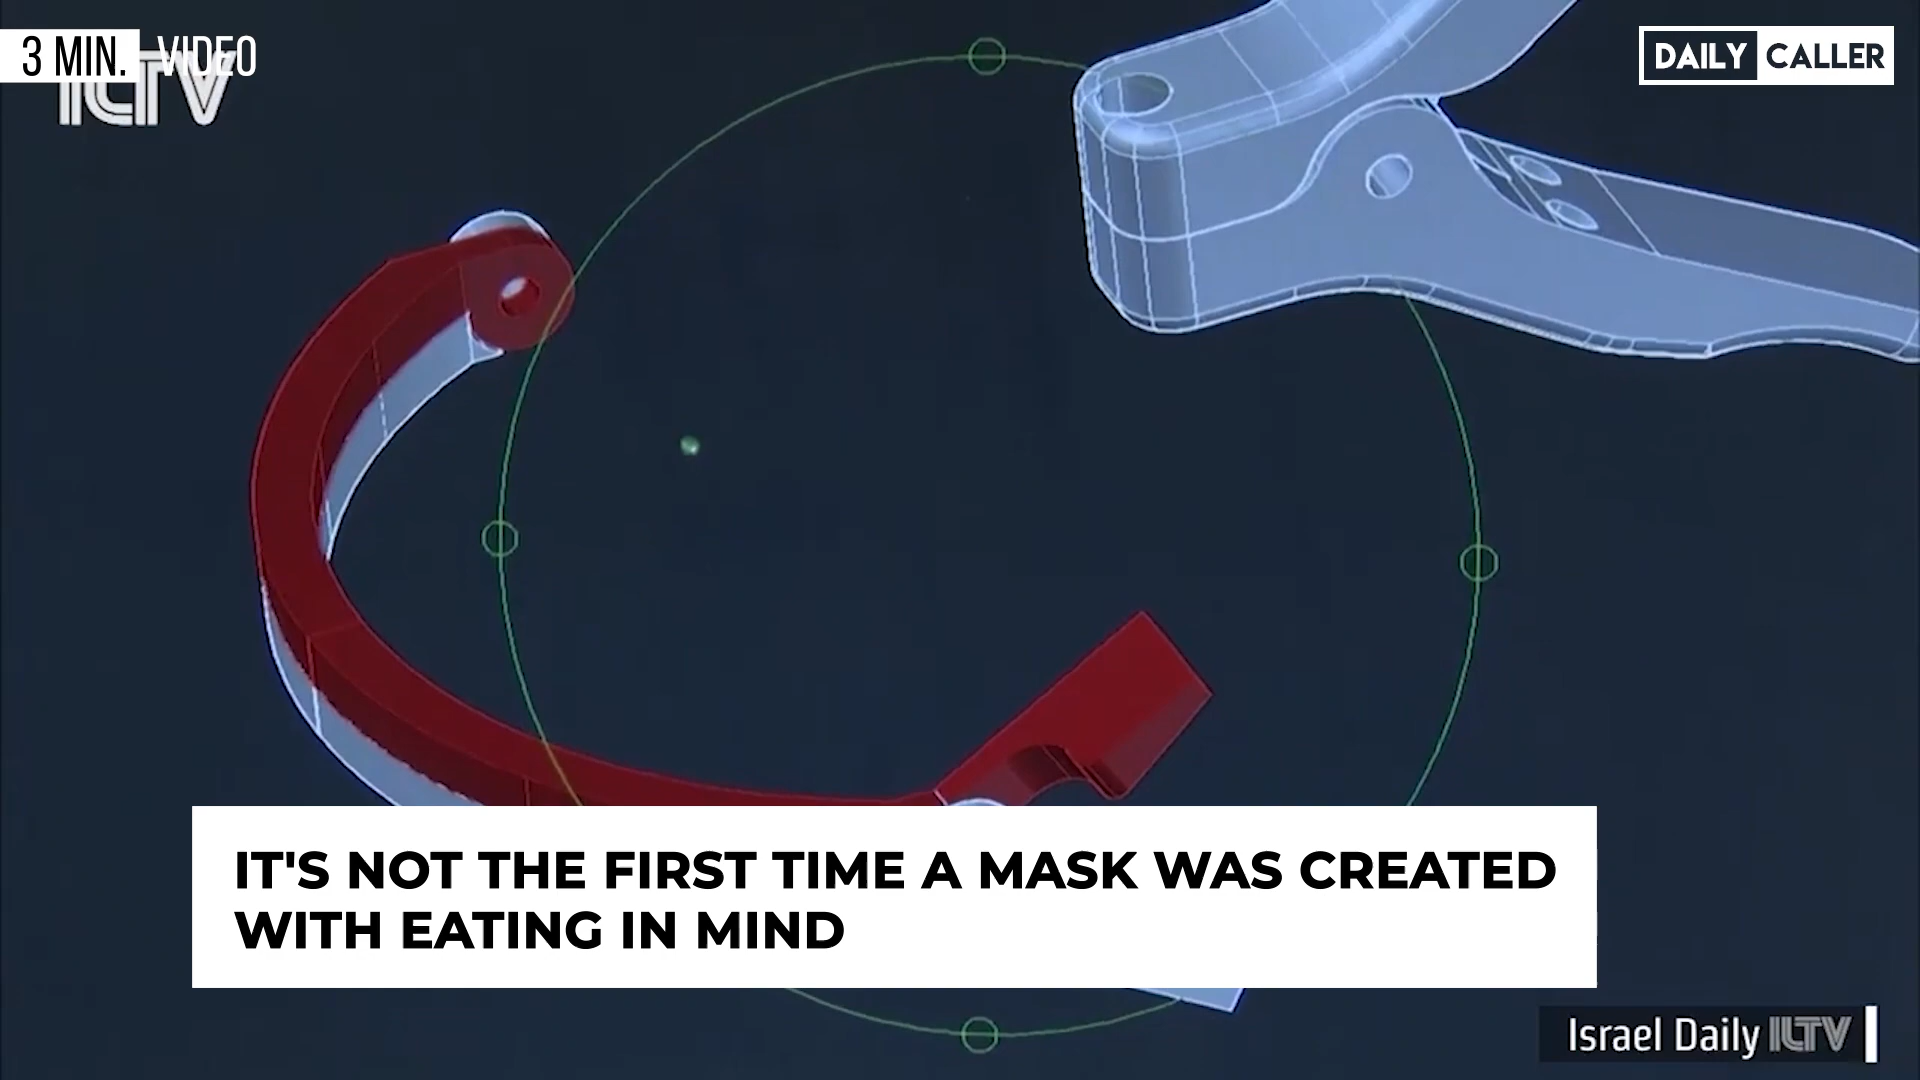 3 MIN. VIDEO
ILTV
DAILY CALLER
IT'S NOT THE FIRST TIME A MASK WAS CREATED
WITH EATING IN MIND
Israel Daily ILTV